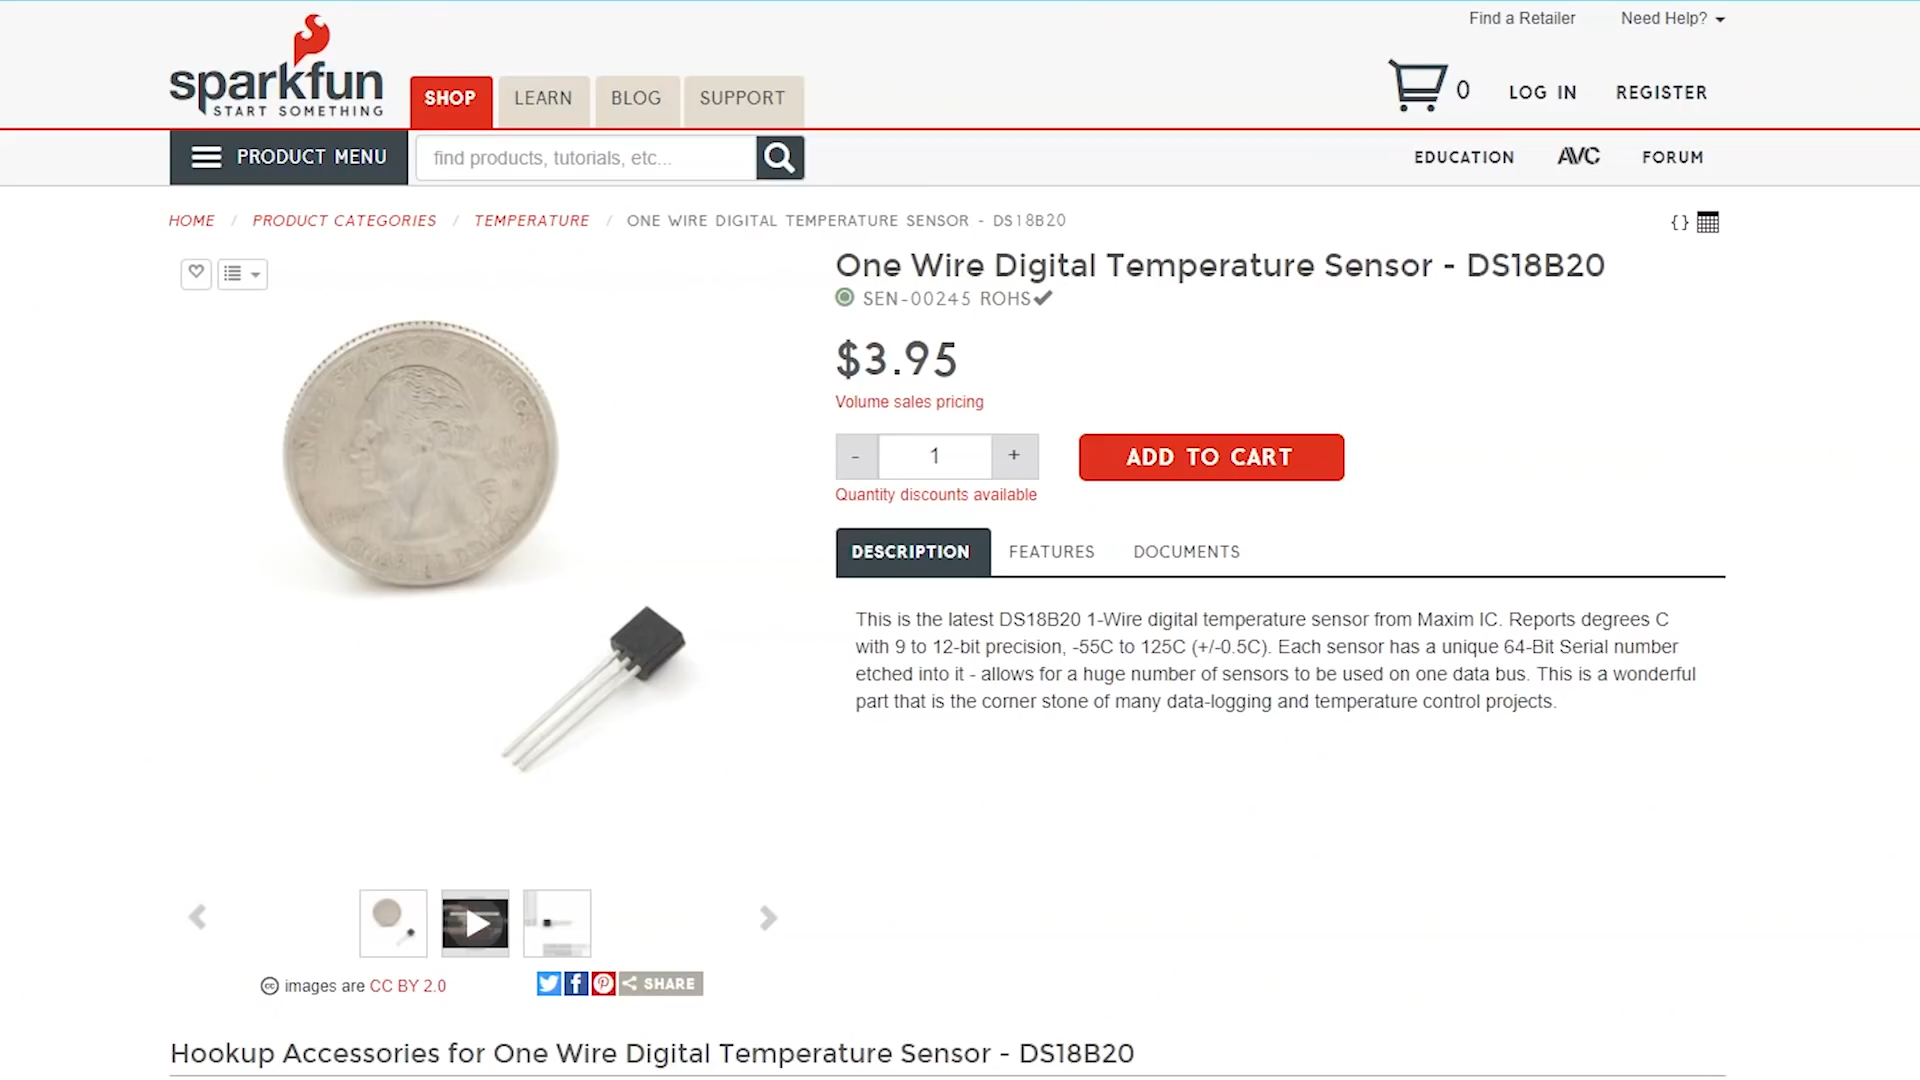 Find a Retailer
Need Help?
sparkfun
START SOMETHING
SHOP
LEARN
BLOG
SUPPORT
0
LOG IN
REGISTER
PRODUCT MENU
find products, tutorials, etc...
EDUCATION
AVC
FORUM
HOME / PRODUCT CATEGORIES / TEMPERATURE / ONE WIRE DIGITAL TEMPERATURE SENSOR - DS18B20
{ }
One Wire Digital Temperature Sensor - DS18B20
SEN-00245 ROHS✔
$3.95
Volume sales pricing
- 1 +
ADD TO CART
Quantity discounts available
DESCRIPTION
FEATURES
DOCUMENTS
This is the latest DS18B20 1-Wire digital temperature sensor from Maxim IC. Reports degrees C
with 9 to 12-bit precision, -55C to 125C (+/-0.5C). Each sensor has a unique 64-Bit Serial number
etched into it - allows for a huge number of sensors to be used on one data bus. This is a wonderful
part that is the corner stone of many data-logging and temperature control projects.
UNITED STATES OF AMERICA
cc images are CC BY 2.0
SHARE
Hookup Accessories for One Wire Digital Temperature Sensor - DS18B20